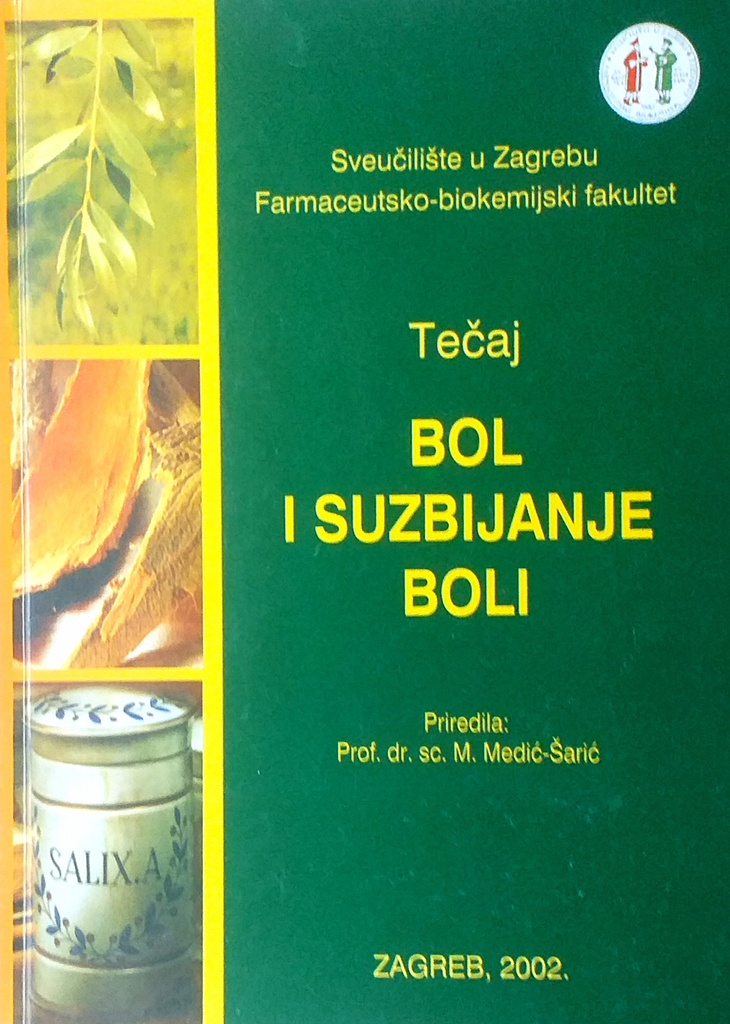 Sveučilište u Zagrebu
Farmaceutsko-biokemijski fakultet
Tečaj
BOL
I SUZBIJANJE
BOLI
Priredila:
Prof. dr. sc. M. Medić-Šarić
SALIX.A
ZAGREB, 2002.